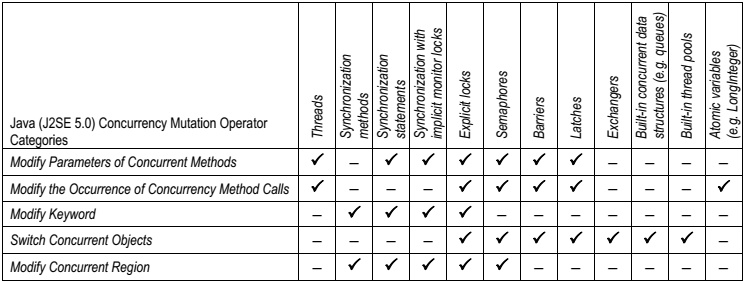 Java (J2SE 5.0) Concurrency Mutation Operator
Categories
Threads
Synchronization
methods
Synchronization
statements
Synchronization with
implicit monitor locks
Explicit locks
Semaphores
Barriers
Latches
Exchangers
Built-in concurrent data
structures (e.g. queues)
Built-in thread pools
Atomic variables
(e.g. LongInteger)
Modify Parameters of Concurrent Methods ✓ – ✓ ✓ ✓ ✓ ✓ ✓ – – – –
Modify the Occurrence of Concurrency Method Calls ✓ – – – ✓ ✓ ✓ ✓ – – – ✓
Modify Keyword – ✓ ✓ ✓ ✓ – – – – – – –
Switch Concurrent Objects – – – – ✓ ✓ ✓ ✓ ✓ ✓ ✓ –
Modify Concurrent Region – ✓ ✓ ✓ ✓ ✓ – – – – – –